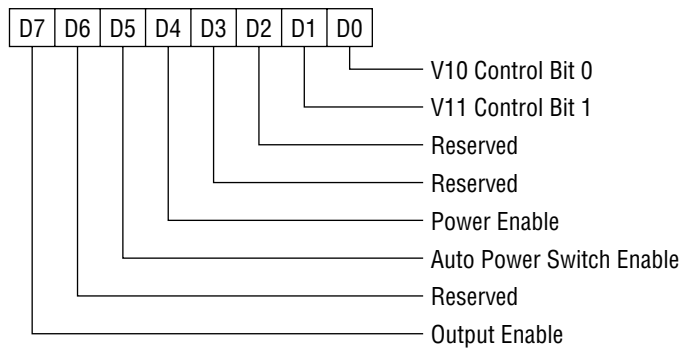 D7 D6 D5 D4 D3 D2 D1 D0
V10 Control Bit 0
V11 Control Bit 1
Reserved
Reserved
Power Enable
Auto Power Switch Enable
Reserved
Output Enable